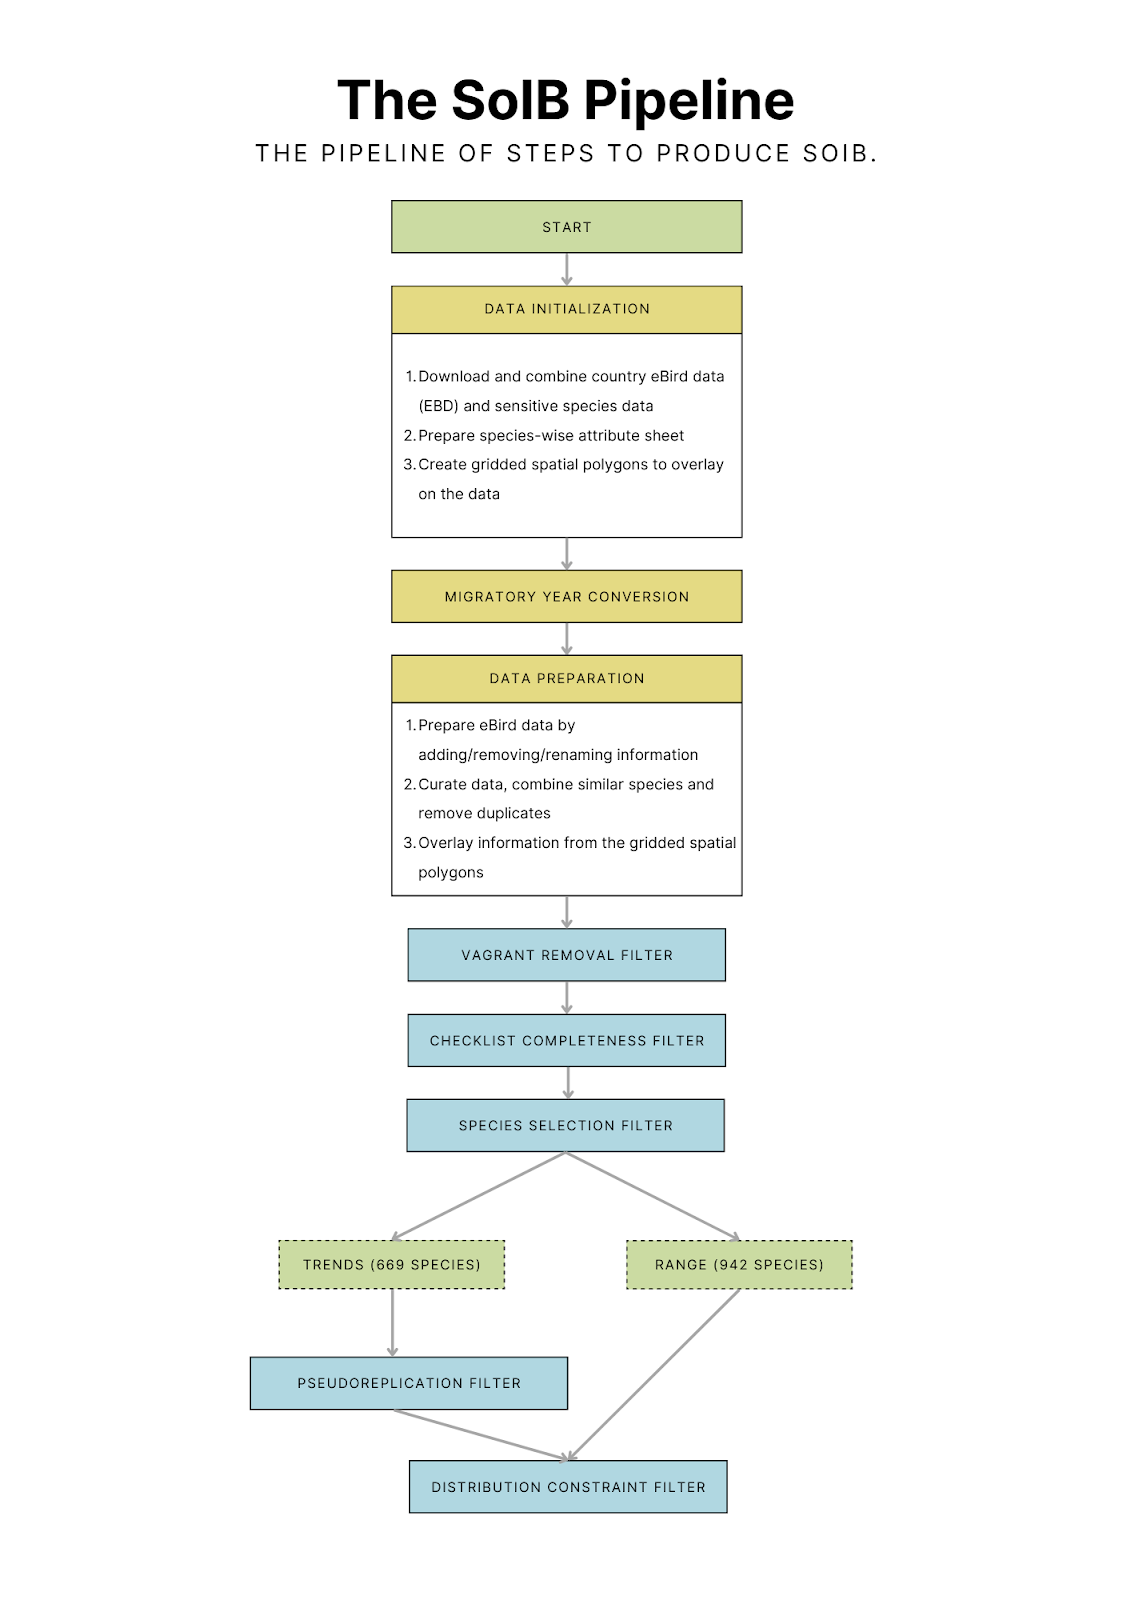 The SoIB Pipeline
THE PIPELINE OF STEPS TO PRODUCE SOIB.
START
DATA INITIALIZATION
1. Download and combine country eBird data
(EBD) and sensitive species data
2. Prepare species-wise attribute sheet
3. Create gridded spatial polygons to overlay
on the data
MIGRATORY YEAR CONVERSION
DATA PREPARATION
1. Prepare eBird data by
adding/removing/renaming information
2. Curate data, combine similar species and
remove duplicates
3. Overlay information from the gridded spatial
polygons
VAGRANT REMOVAL FILTER
CHECKLIST COMPLETENESS FILTER
SPECIES SELECTION FILTER
TRENDS (669 SPECIES)
RANGE (942 SPECIES)
PSEUDOREPLICATION FILTER
DISTRIBUTION CONSTRAINT FILTER